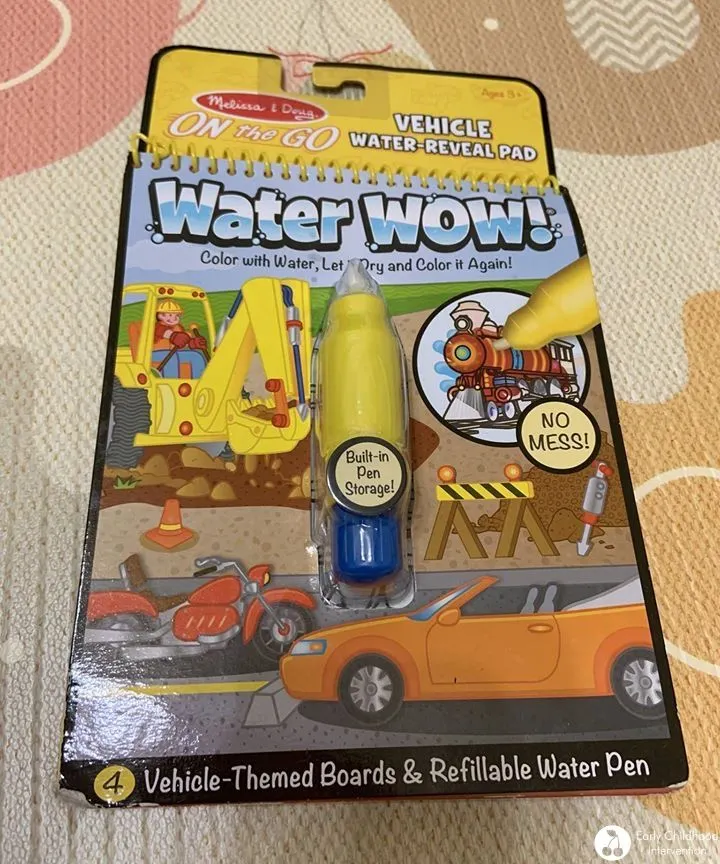 Melissa & Doug
ON the GO
Ages 3+
VEHICLE
WATER-REVEAL PAD
Water WOW!
Color with Water, Let it Dry and Color it Again!
NO
MESS!
Built-in
Pen
Storage!
4 Vehicle-Themed Boards & Refillable Water Pen
Early Childhood
Intervention